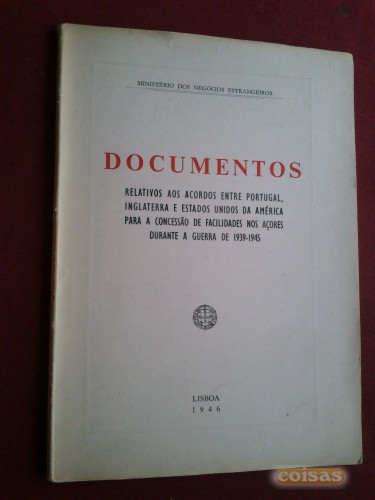 MINISTÉRIO DOS NEGÓCIOS ESTRANGEIROS
DOCUMENTOS
RELATIVOS AOS ACORDOS ENTRE PORTUGAL,
INGLATERRA E ESTADOS UNIDOS DA AMÉRICA
PARA A CONCESSÃO DE FACILIDADES NOS AÇORES
DURANTE A GUERRA DE 1939-1945
LISBOA
1946
coisas